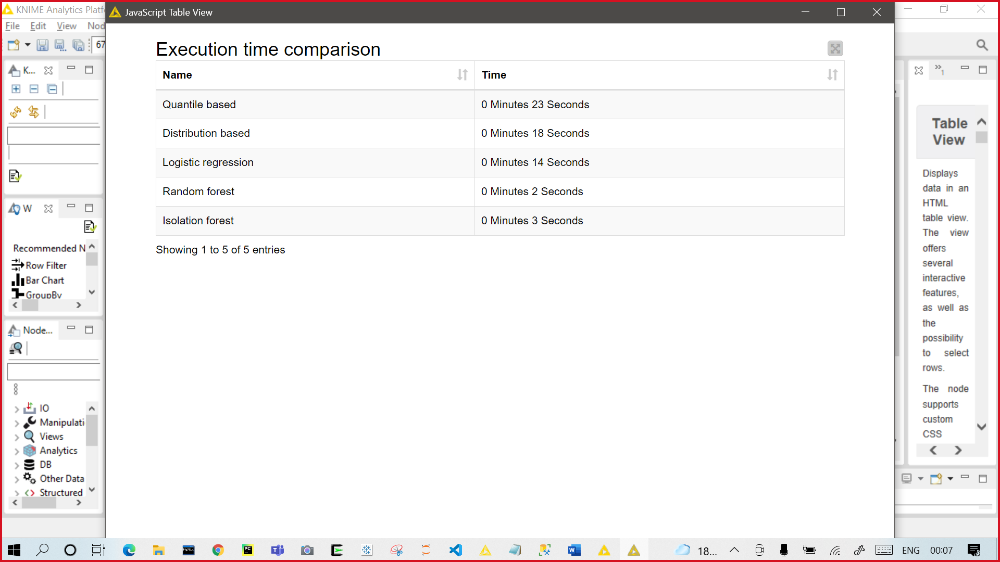 KNIME Analytics Platf
JavaScript Table View
File Edit View Nod
67
Execution time comparison
Name Time
Quantile based 0 Minutes 23 Seconds
Distribution based 0 Minutes 18 Seconds
Logistic regression 0 Minutes 14 Seconds
Random forest 0 Minutes 2 Seconds
Isolation forest 0 Minutes 3 Seconds
Showing 1 to 5 of 5 entries
K...
W
Recommended N
Row Filter
Bar Chart
GroupBy
Node...
IO
Manipulati
Views
Analytics
DB
Other Data
Structured
»1
Table
View
Displays
data in an
HTML
table view.
The view
offers
several
interactive
features,
as well as
the
possibility
to select
rows.
The node
supports
custom
CSS
MySQL
PC
18...
ENG
00:07